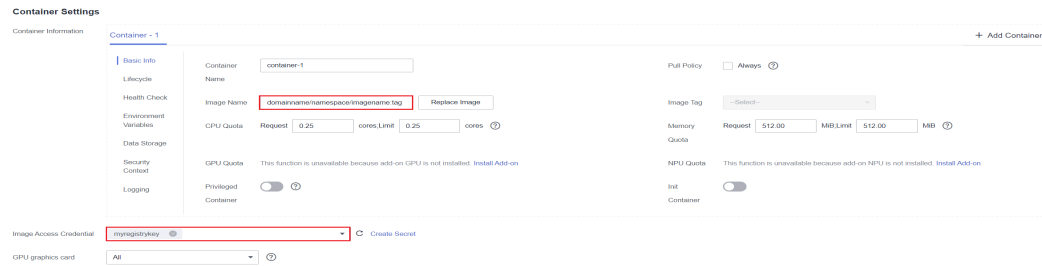 Container Settings
Container Information
Container - 1
+ Add Container
Basic Info
Lifecycle
Health Check
Environment
Variables
Data Storage
Security
Context
Logging
Container
Name
container-1
Pull Policy
Always ?
Image Name
domainname/namespace/imagename:tag
Replace Image
Image Tag
--Select--
CPU Quota
Request 0.25 cores;Limit 0.25 cores ?
Memory
Quota
Request 512.00 MiB;Limit 512.00 MiB ?
GPU Quota
This function is unavailable because add-on GPU is not installed. Install Add-on
NPU Quota
This function is unavailable because add-on NPU is not installed. Install Add-on
Privileged
Container
?
Init
Container
Image Access Credential
myregistrykey
Create Secret
GPU graphics card
All
?